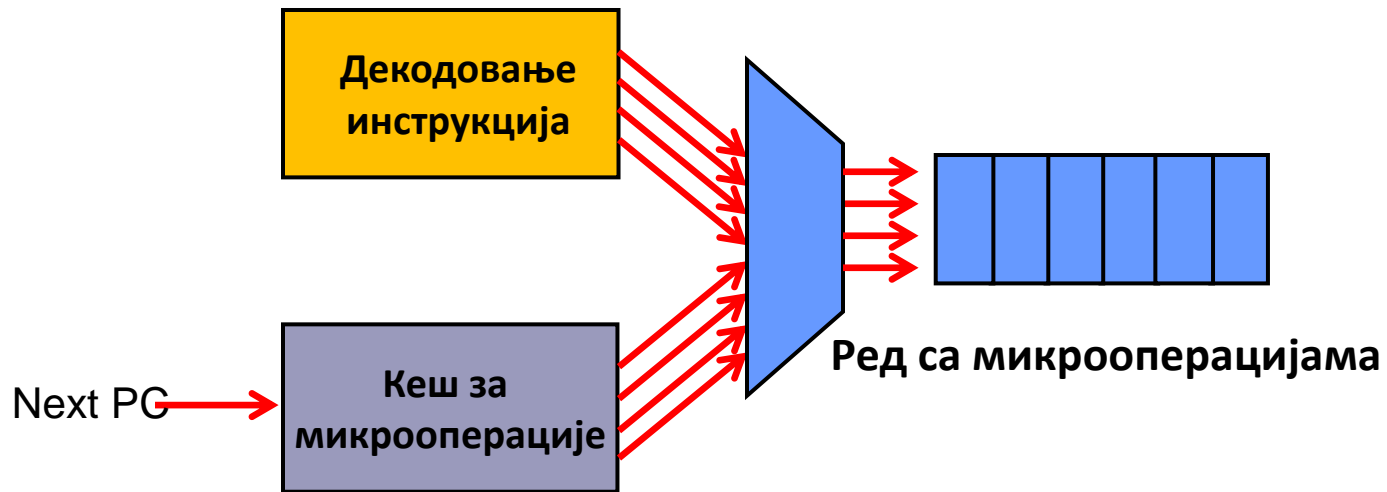 Декодовање
инструкција
Ред са микрооперацијама
Next PC
Кеш за
микрооперације